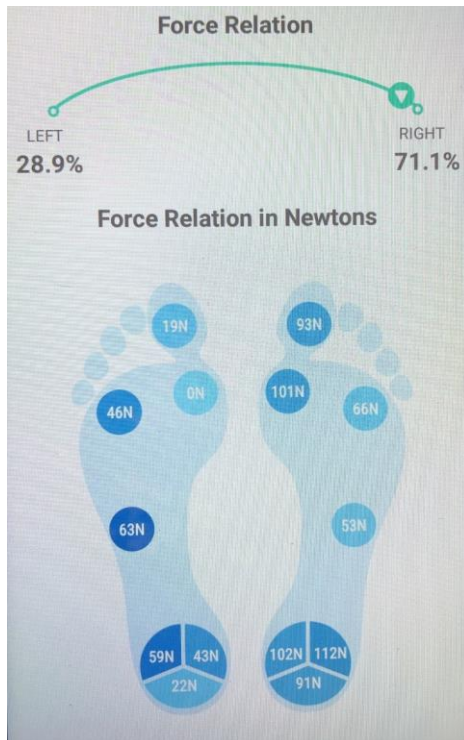 Force Relation
LEFT
RIGHT
28.9%
71.1%
Force Relation in Newtons
19N
93N
0N
101N
46N
66N
63N
53N
59N
43N
102N
112N
22N
91N